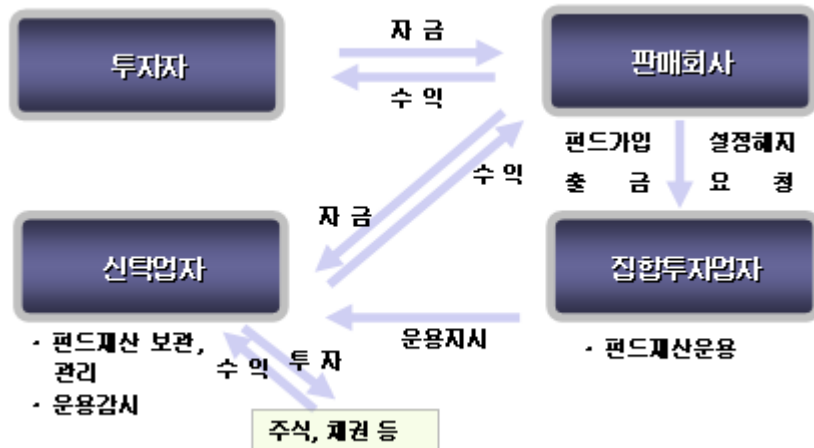 자 금
투자자
판매회사
수 익
펀드가입 설정해지
출 금 요 청
수 익
자 금
신탁업자
집합투자업자
운용지시
· 펀드재산 보관,
관리
· 운용감시
수 익
투 자
· 펀드재산운용
주식, 채권 등